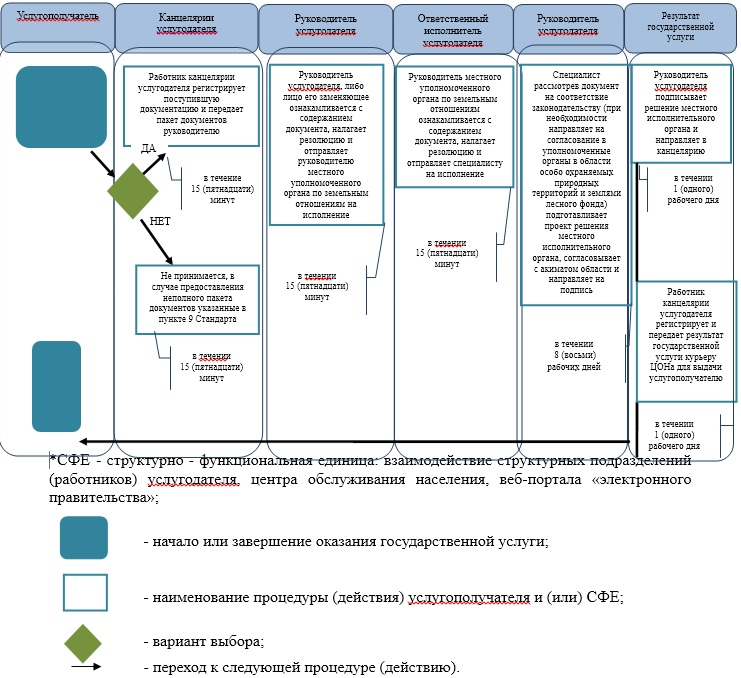 Услугополучатель
Канцелярии
услугодателя
Руководитель
услугодателя
Ответственный
исполнитель
услугодателя
Руководитель
услугодателя
Результат
государственной
услуги
Работник канцелярии
услугодателя регистрирует
поступившую
документацию и передает
пакет документов
руководителю
ДА
в течение
15 (пятнадцати)
минут
НЕТ
Не принимается, в
случае предоставления
неполного пакета
документов указанные в
пункте 9 Стандарта
в течении
15 (пятнадцати)
минут
Руководитель
услугодателя, либо
лицо его заменяющее
ознакамливается с
содержанием
документа, налагает
резолюцию и
отправляет
руководителю
местного
уполномоченного
органа по земельным
отношениям на
исполнение
в течении
15 (пятнадцати)
минут
Руководитель местного
уполномоченного
органа по земельным
отношениям
ознакамливается с
содержанием
документа, налагает
резолюцию и
отправляет специалисту
на исполнение
в течении
15 (пятнадцати)
минут
Специалист
рассмотрев документ
на соответствие
законодательству (при
необходимости
направляет на
согласование в
уполномоченные
органы в области
особо охраняемых
природных
территорий и землями
лесного фонда)
подготавливает
проект решения
местного
исполнительного
органа, согласовывает
с акиматом области и
направляет на
подпись
в течении
8 (восьми)
рабочих дней
Руководитель
услугодателя
подписывает
решение местного
исполнительного
органа и
направляет в
канцелярию
в течении
1 (одного)
рабочего дня
Работник
канцелярии
услугодателя
регистрирует и
передает результат
государственной
услуги курьеру
ЦОНа для выдачи
услугополучателю
в течении
1 (одного)
рабочего дня
*СФЕ - структурно - функциональная единица: взаимодействие структурных подразделений
(работников) услугодателя, центра обслуживания населения, веб-портала «электронного
правительства»;
- начало или завершение оказания государственной услуги;
- наименование процедуры (действия) услугополучателя и (или) СФЕ;
- вариант выбора;
- переход к следующей процедуре (действию).